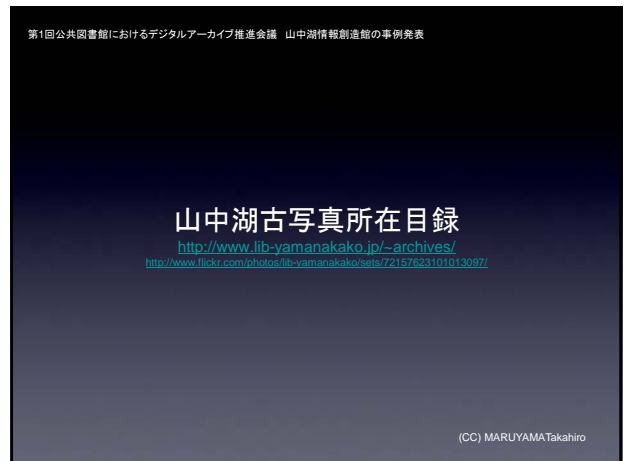 第1回公共図書館におけるデジタルアーカイブ推進会議　山中湖情報創造館の事例発表
山中湖古写真所在目録
http://www.lib-yamanakako.jp/~archives/
http://www.flickr.com/photos/lib-yamanakako/sets/72157623101013097/
(CC) MARUYAMATakahiro